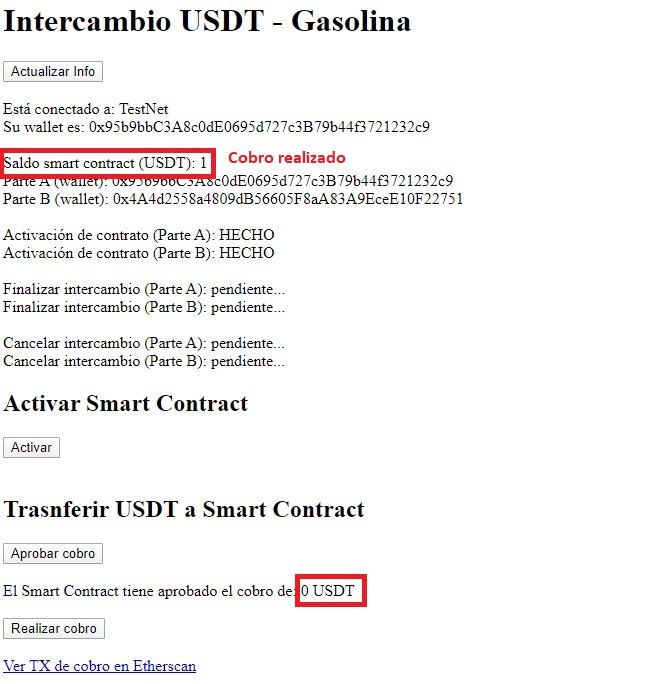 Intercambio USDT - Gasolina
Actualizar Info
Está conectado a: TestNet
Su wallet es: 0x95b9bbC3A8c0dE0695d727c3B79b44f3721232c9
Saldo smart contract (USDT): 1 Cobro realizado
Parte A (wallet): 0x95b9bbC3A8c0dE0695d727c3B79b44f3721232c9
Parte B (wallet): 0x4A4d2558a4809dB56605F8aA83A9EceE10F22751
Activación de contrato (Parte A): HECHO
Activación de contrato (Parte B): HECHO
Finalizar intercambio (Parte A): pendiente...
Finalizar intercambio (Parte B): pendiente...
Cancelar intercambio (Parte A): pendiente...
Cancelar intercambio (Parte B): pendiente...
Activar Smart Contract
Activar
Trasnferir USDT a Smart Contract
Aprobar cobro
El Smart Contract tiene aprobado el cobro de: 0 USDT
Realizar cobro
Ver TX de cobro en Etherscan